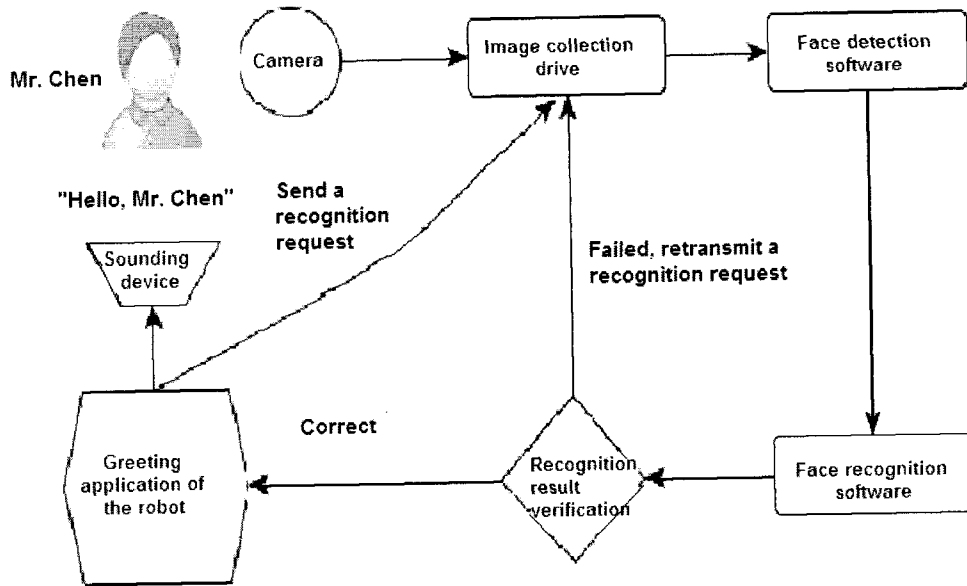 Mr. Chen
Camera
Image collection
drive
Face detection
software
"Hello, Mr. Chen"
Send a
recognition
request
Failed, retransmit a
recognition request
Sounding
device
Correct
Greeting
application of
the robot
Recognition
result
verification
Face recognition
software